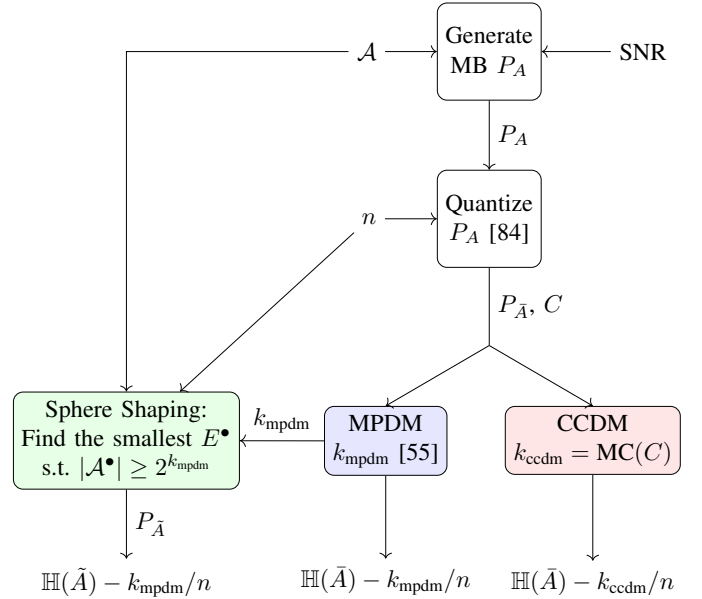 Generate
MB P_A
𝒜
SNR
P_A
Quantize
P_A [84]
n
P_Ā, C
Sphere Shaping:
Find the smallest E^•
s.t. |𝒜^•| ≥ 2^{k_mpdm}
k_mpdm
MPDM
k_mpdm [55]
CCDM
k_ccdm = MC(C)
P_Ã
ℍ(Ã) − k_mpdm/n
ℍ(Ā) − k_mpdm/n
ℍ(Ā) − k_ccdm/n